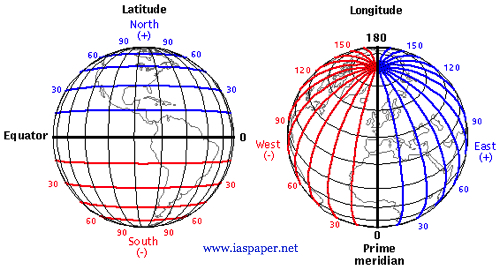 Latitude
North
(+)
90 90
60 60
30 30
Equator 0
30 30
60 60
90 90
South
(-)
Longitude
180
150 150
120 120
90 90
West
(-)
East
(+)
60 60
30 30
0
Prime
meridian
www.iaspaper.net